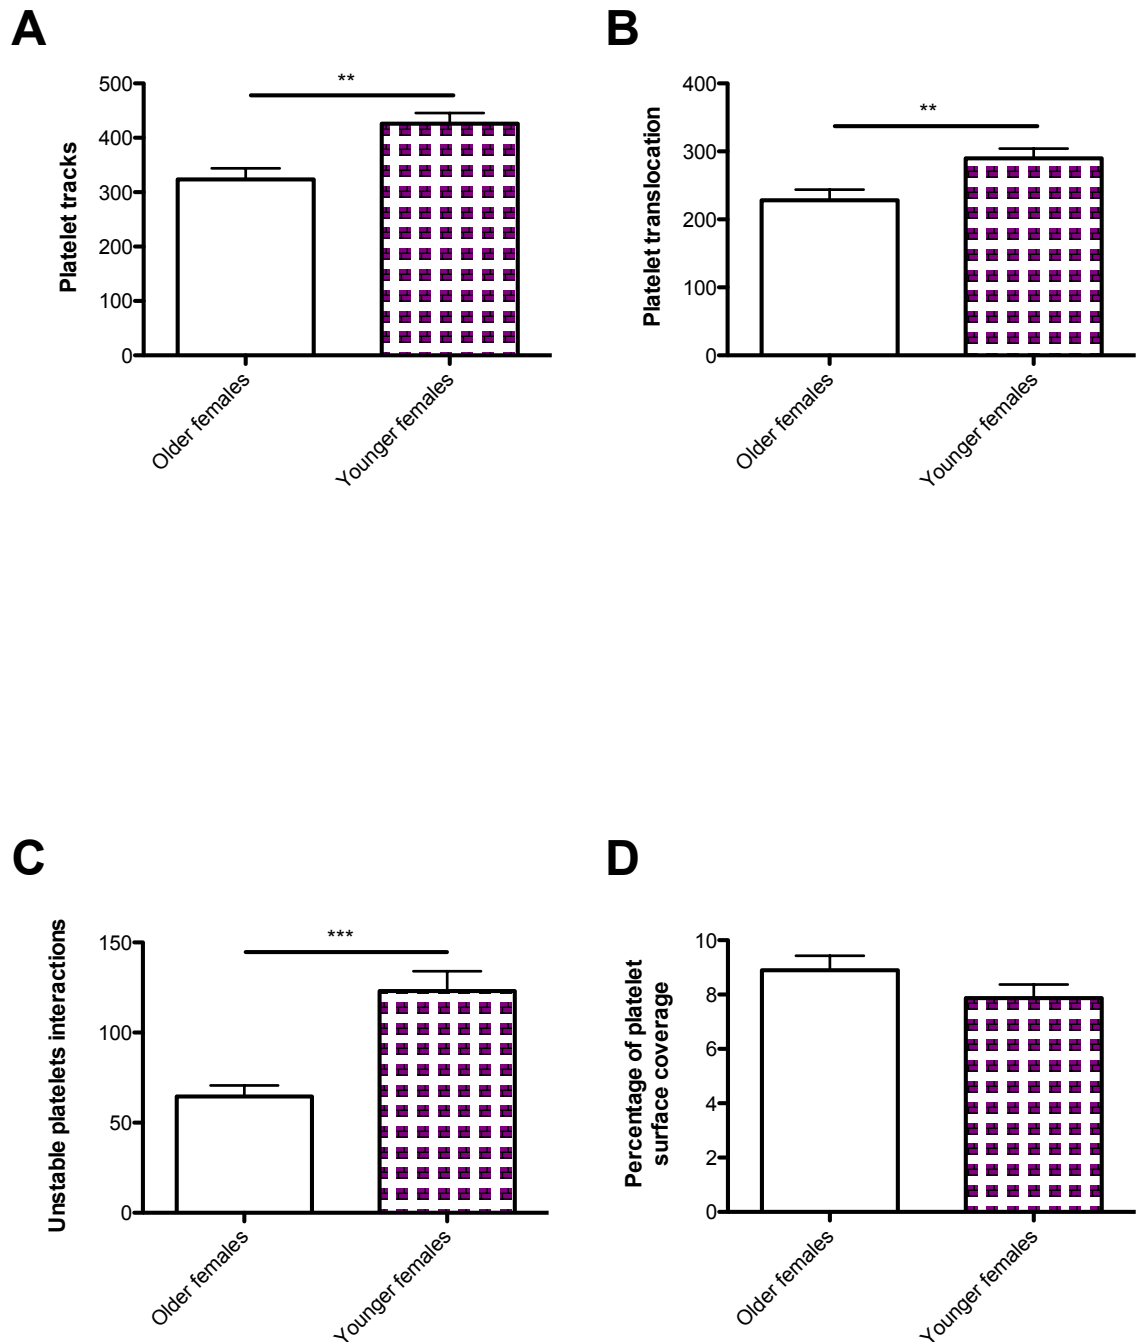 A
Platelet tracks
500
400
300
200
100
0
**
Older females
Younger females
B
Platelet translocation
400
300
200
100
0
**
Older females
Younger females
C
Unstable platelets interactions
150
100
50
0
***
Older females
Younger females
D
Percentage of platelet
surface coverage
10
8
6
4
2
0
Older females
Younger females